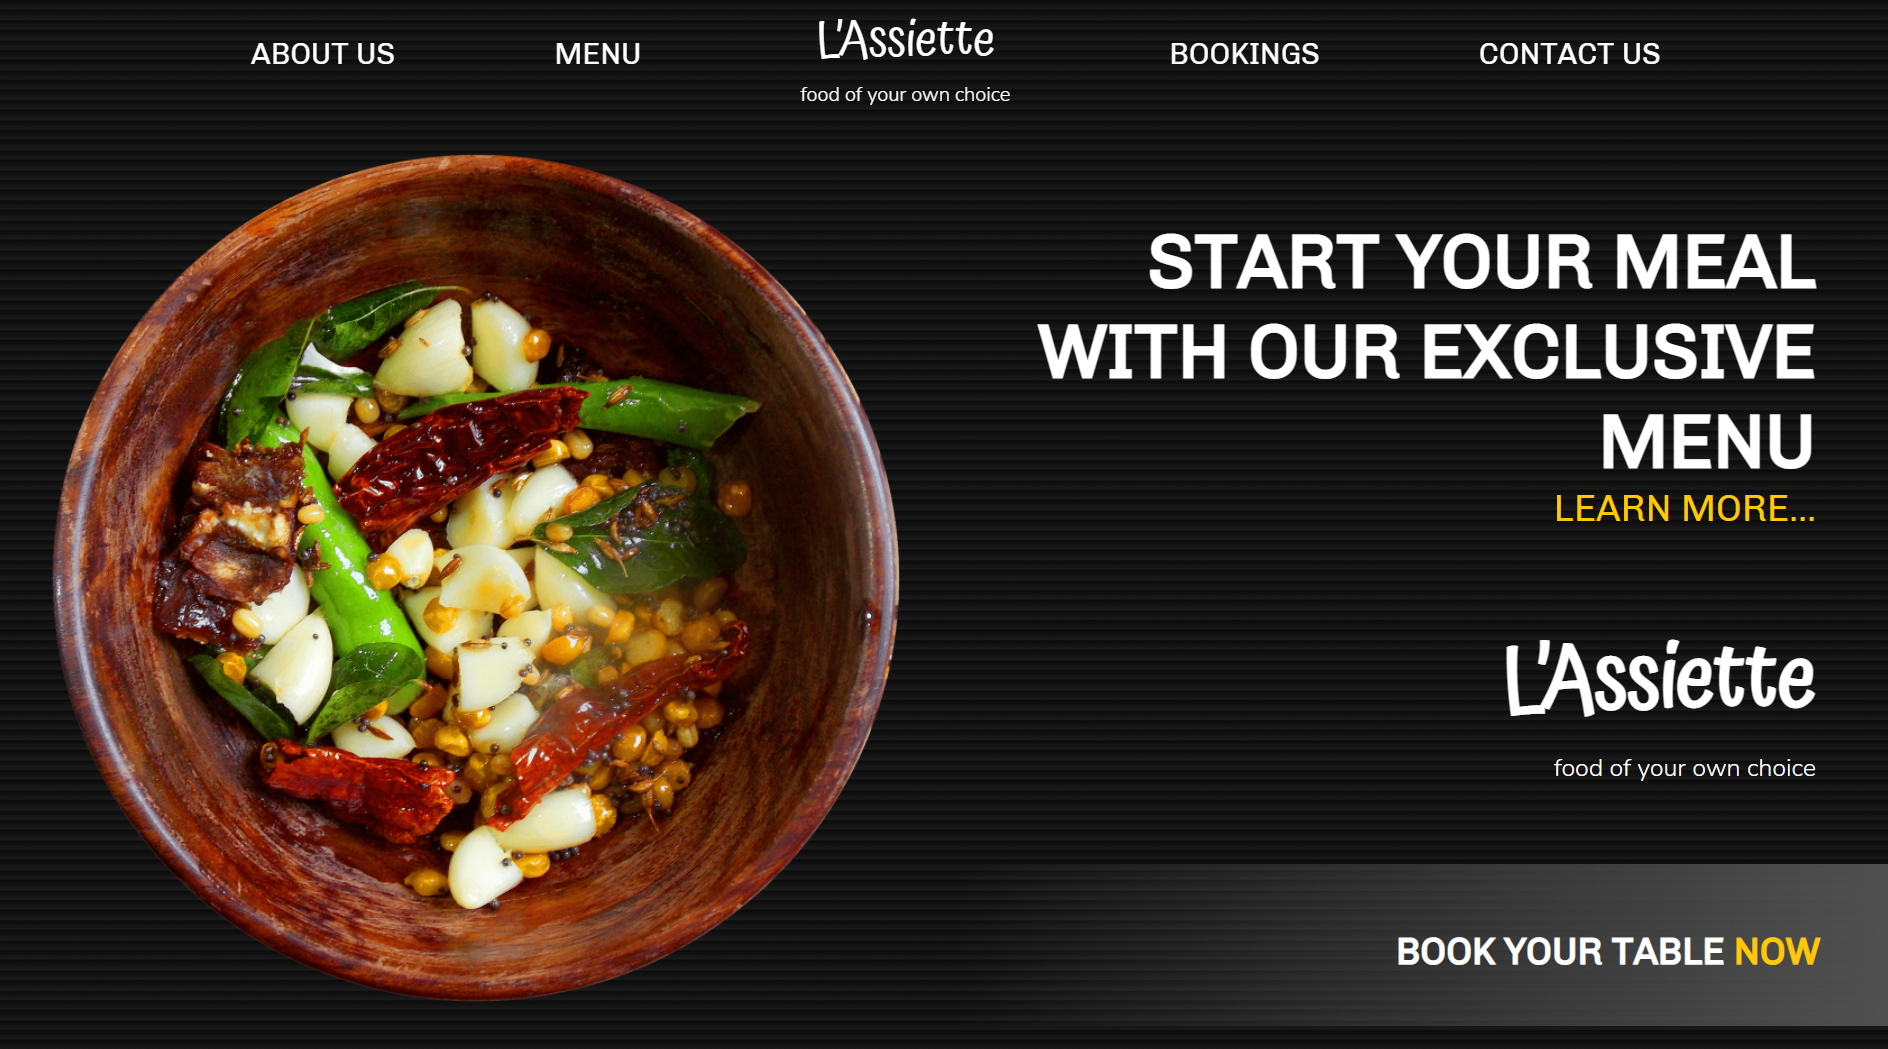 ABOUT US
MENU
L'Assiette
food of your own choice
BOOKINGS
CONTACT US
START YOUR MEAL
WITH OUR EXCLUSIVE
MENU
LEARN MORE...
L'Assiette
food of your own choice
BOOK YOUR TABLE NOW